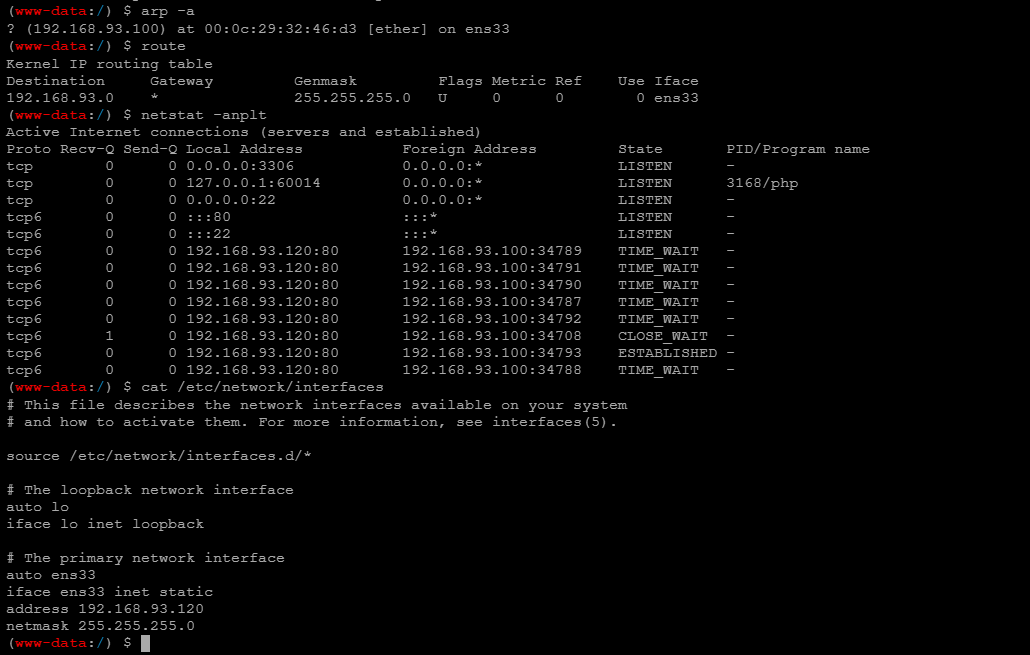 (www-data:/) $ arp -a
? (192.168.93.100) at 00:0c:29:32:46:d3 [ether] on ens33
(www-data:/) $ route
Kernel IP routing table
Destination     Gateway         Genmask         Flags Metric Ref    Use Iface
192.168.93.0    *               255.255.255.0   U     0      0        0 ens33
(www-data:/) $ netstat -anplt
Active Internet connections (servers and established)
Proto Recv-Q Send-Q Local Address           Foreign Address         State       PID/Program name
tcp        0      0 0.0.0.0:3306            0.0.0.0:*               LISTEN      -
tcp        0      0 127.0.0.1:60014         0.0.0.0:*               LISTEN      3168/php
tcp        0      0 0.0.0.0:22              0.0.0.0:*               LISTEN      -
tcp6       0      0 :::80                   :::*                    LISTEN      -
tcp6       0      0 :::22                   :::*                    LISTEN      -
tcp6       0      0 192.168.93.120:80       192.168.93.100:34789    TIME_WAIT   -
tcp6       0      0 192.168.93.120:80       192.168.93.100:34791    TIME_WAIT   -
tcp6       0      0 192.168.93.120:80       192.168.93.100:34790    TIME_WAIT   -
tcp6       0      0 192.168.93.120:80       192.168.93.100:34787    TIME_WAIT   -
tcp6       0      0 192.168.93.120:80       192.168.93.100:34792    TIME_WAIT   -
tcp6       1      0 192.168.93.120:80       192.168.93.100:34708    CLOSE_WAIT  -
tcp6       0      0 192.168.93.120:80       192.168.93.100:34793    ESTABLISHED -
tcp6       0      0 192.168.93.120:80       192.168.93.100:34788    TIME_WAIT   -
(www-data:/) $ cat /etc/network/interfaces
# This file describes the network interfaces available on your system
# and how to activate them. For more information, see interfaces(5).

source /etc/network/interfaces.d/*

# The loopback network interface
auto lo
iface lo inet loopback

# The primary network interface
auto ens33
iface ens33 inet static
address 192.168.93.120
netmask 255.255.255.0
(www-data:/) $